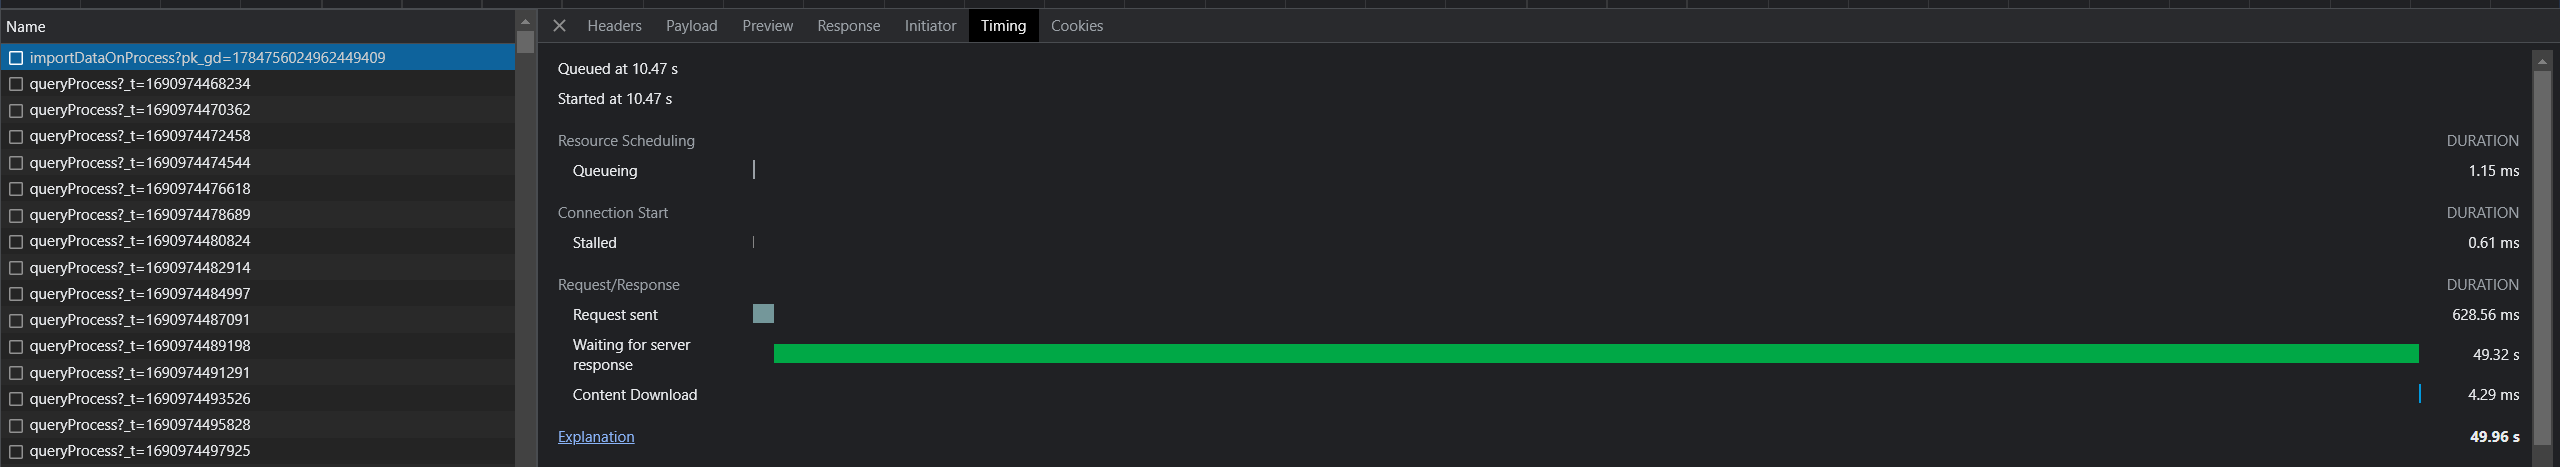 Name
importDataOnProcess?pk_gd=1784756024962449409
queryProcess?_t=1690974468234
queryProcess?_t=1690974470362
queryProcess?_t=1690974472458
queryProcess?_t=1690974474544
queryProcess?_t=1690974476618
queryProcess?_t=1690974478689
queryProcess?_t=1690974480824
queryProcess?_t=1690974482914
queryProcess?_t=1690974484997
queryProcess?_t=1690974487091
queryProcess?_t=1690974489198
queryProcess?_t=1690974491291
queryProcess?_t=1690974493526
queryProcess?_t=1690974495828
queryProcess?_t=1690974497925
Headers Payload Preview Response Initiator Timing Cookies
Queued at 10.47 s
Started at 10.47 s
Resource Scheduling DURATION
Queueing 1.15 ms
Connection Start DURATION
Stalled 0.61 ms
Request/Response DURATION
Request sent 628.56 ms
Waiting for server
response 49.32 s
Content Download 4.29 ms
Explanation 49.96 s